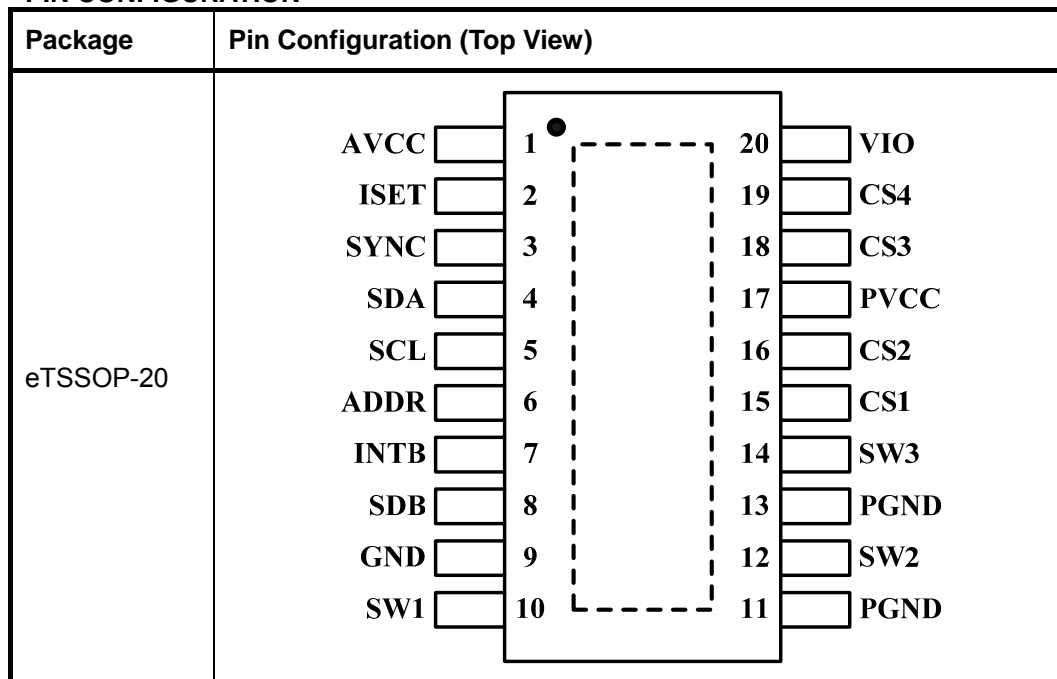 PIN CONFIGURATION
Package Pin Configuration (Top View)
eTSSOP-20
AVCC 1 20 VIO
ISET 2 19 CS4
SYNC 3 18 CS3
SDA 4 17 PVCC
SCL 5 16 CS2
ADDR 6 15 CS1
INTB 7 14 SW3
SDB 8 13 PGND
GND 9 12 SW2
SW1 10 11 PGND